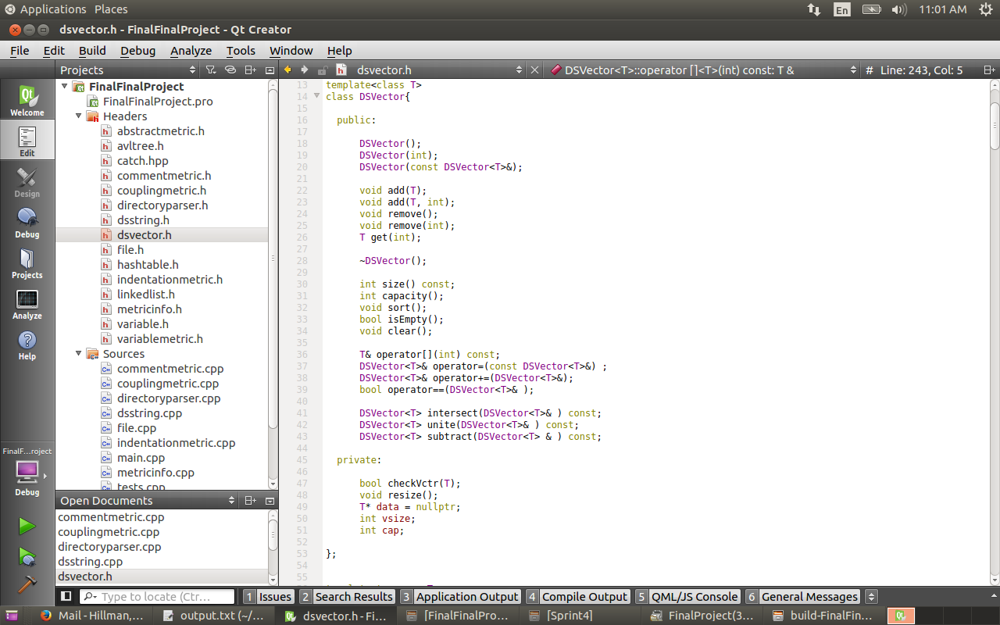 Applications Places
En
11:01 AM
dsvector.h - FinalFinalProject - Qt Creator
File Edit Build Debug Analyze Tools Window Help
Projects
dsvector.h
DSVector<T>::operator []<T>(int) const: T &
# Line: 243, Col: 5
Welcome
Edit
Design
Debug
Projects
Analyze
Help
FinalF...roject
Debug
FinalFinalProject
FinalFinalProject.pro
Headers
abstractmetric.h
avltree.h
catch.hpp
commentmetric.h
couplingmetric.h
directoryparser.h
dsstring.h
dsvector.h
file.h
hashtable.h
indentationmetric.h
linkedlist.h
metricinfo.h
variable.h
variablemetric.h
Sources
commentmetric.cpp
couplingmetric.cpp
directoryparser.cpp
dsstring.cpp
file.cpp
indentationmetric.cpp
main.cpp
metricinfo.cpp
tests.cpp
Open Documents
commentmetric.cpp
couplingmetric.cpp
directoryparser.cpp
dsstring.cpp
dsvector.h
13 template<class T>
14 class DSVector{
15
16 public:
17
18 DSVector();
19 DSVector(int);
20 DSVector(const DSVector<T>&);
21
22 void add(T);
23 void add(T, int);
24 void remove();
25 void remove(int);
26 T get(int);
27
28 ~DSVector();
29
30 int size() const;
31 int capacity();
32 void sort();
33 bool isEmpty();
34 void clear();
35
36 T& operator[](int) const;
37 DSVector<T>& operator=(const DSVector<T>&) ;
38 DSVector<T>& operator+=(DSVector<T>&);
39 bool operator==(DSVector<T>& );
40
41 DSVector<T> intersect(DSVector<T>& ) const;
42 DSVector<T> unite(DSVector<T>& ) const;
43 DSVector<T> subtract(DSVector<T> & ) const;
44
45 private:
46
47 bool checkVctr(T);
48 void resize();
49 T* data = nullptr;
50 int vsize;
51 int cap;
52
53 };
54
55
Type to locate (Ctr...
1 Issues
2 Search Results
3 Application Output
4 Compile Output
5 QML/JS Console
6 General Messages
Mail - Hillman,...
output.txt (~/...
dsvector.h - Fi...
[FinalFinalPro...
[Sprint4]
FinalProject(3...
build-FinalFin...